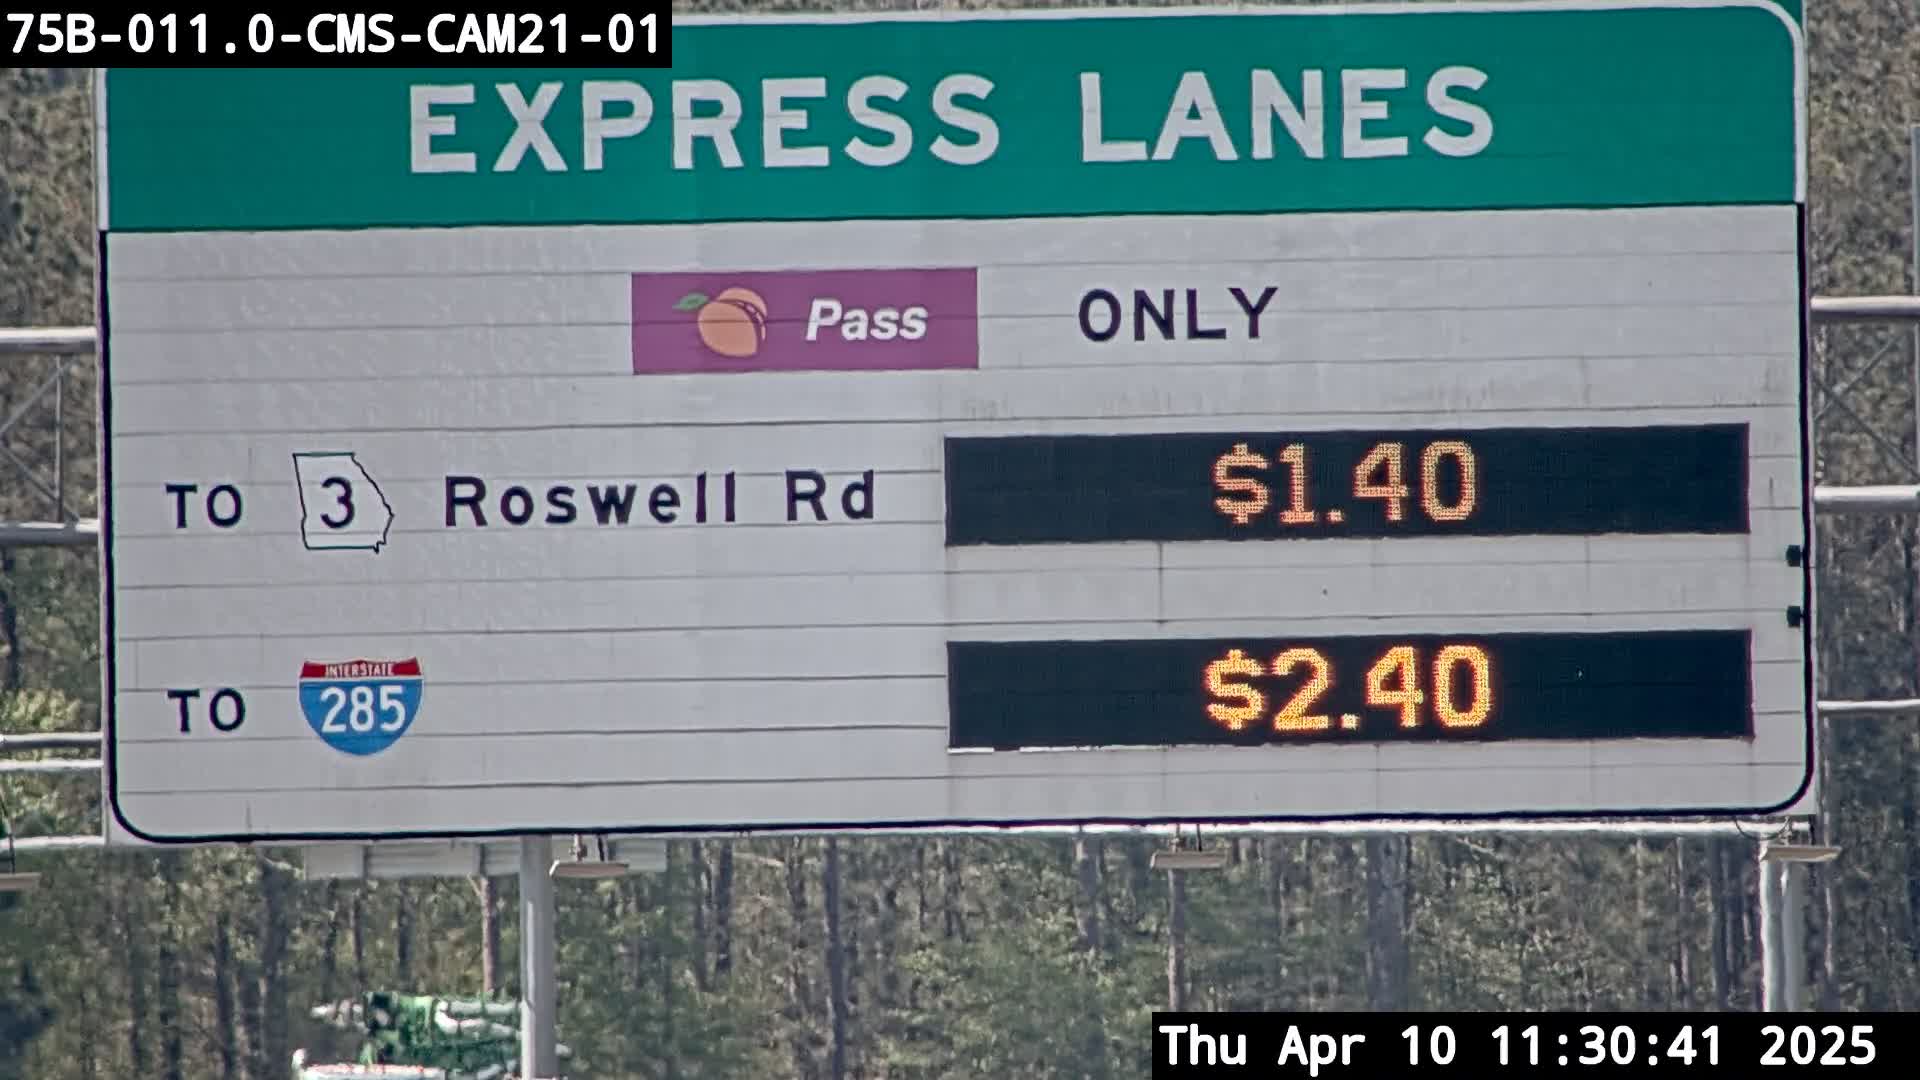 75B-011.0-CMS-CAM21-01
EXPRESS LANES
Pass ONLY
TO 3 Roswell Rd $1.40
INTERSTATE
TO 285 $2.40
Thu Apr 10 11:30:41 2025